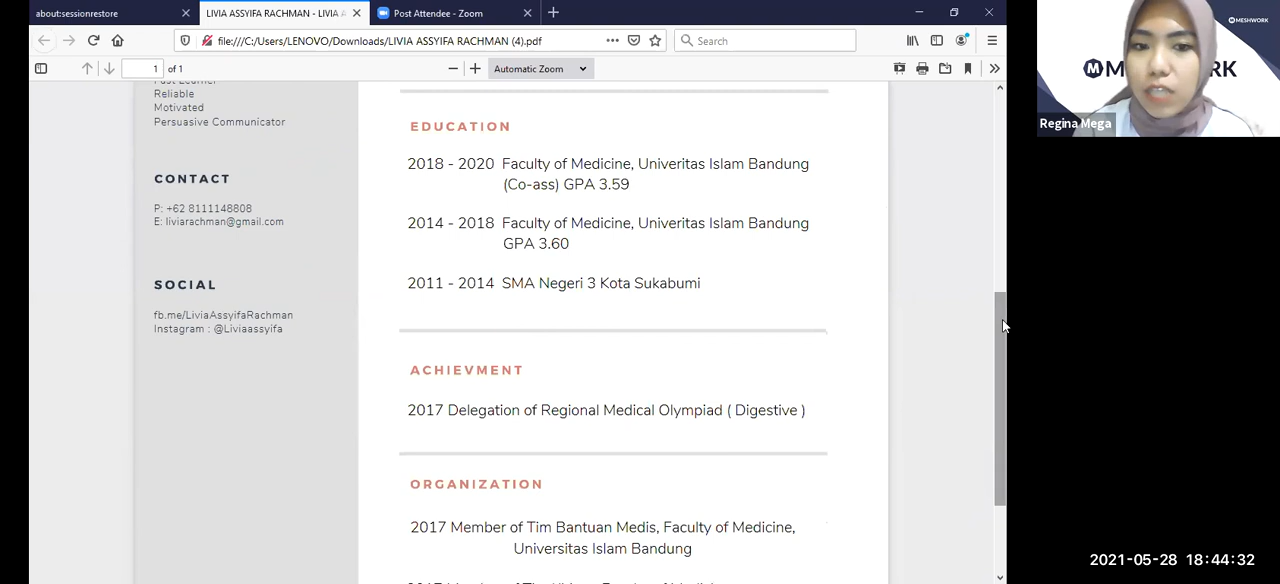 about:sessionrestore
LIVIA ASSYIFA RACHMAN - LIVIA A
Post Attendee - Zoom
file:///C:/Users/LENOVO/Downloads/LIVIA ASSYIFA RACHMAN (4).pdf
Search
1 of 1
Automatic Zoom
Fast Learner
Reliable
Motivated
Persuasive Communicator
CONTACT
P: +62 8111148808
E: liviarachman@gmail.com
SOCIAL
fb.me/LiviaAssyifaRachman
Instagram : @Liviaassyifa
EDUCATION
2018 - 2020 Faculty of Medicine, Univeritas Islam Bandung
(Co-ass) GPA 3.59
2014 - 2018 Faculty of Medicine, Univeritas Islam Bandung
GPA 3.60
2011 - 2014 SMA Negeri 3 Kota Sukabumi
ACHIEVMENT
2017 Delegation of Regional Medical Olympiad ( Digestive )
ORGANIZATION
2017 Member of Tim Bantuan Medis, Faculty of Medicine,
Universitas Islam Bandung
MESHWORK
M RK
Regina Mega
2021-05-28 18:44:32